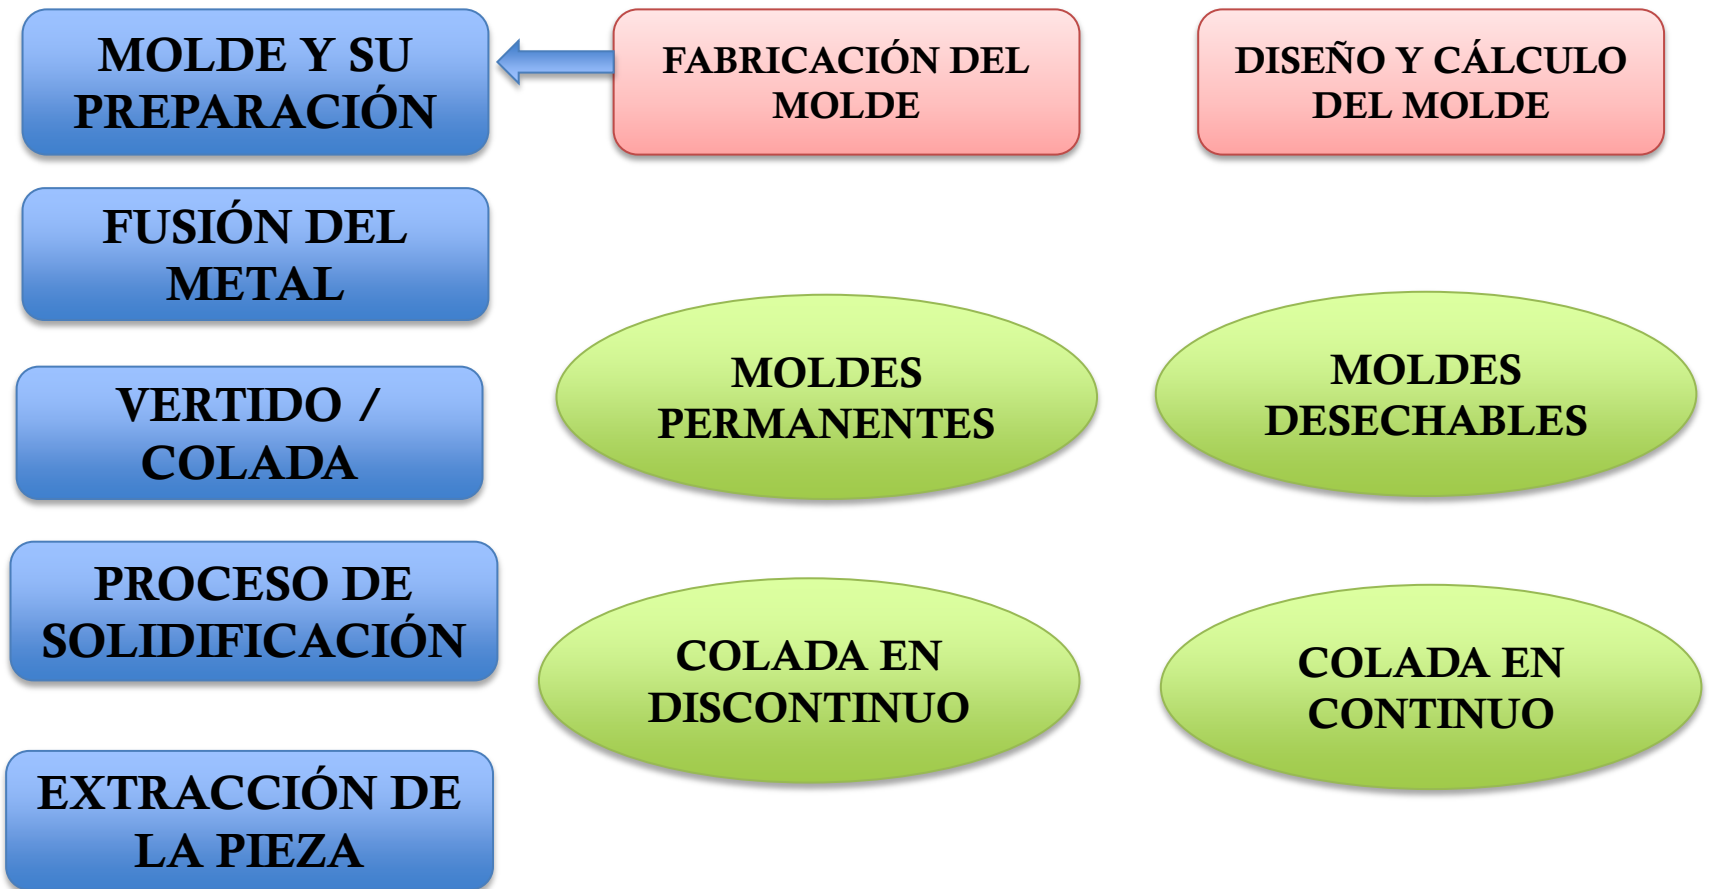 MOLDE Y SU
PREPARACIÓN
FABRICACIÓN DEL
MOLDE
DISEÑO Y CÁLCULO
DEL MOLDE
FUSIÓN DEL
METAL
MOLDES
PERMANENTES
MOLDES
DESECHABLES
VERTIDO /
COLADA
PROCESO DE
SOLIDIFICACIÓN
COLADA EN
DISCONTINUO
COLADA EN
CONTINUO
EXTRACCIÓN DE
LA PIEZA